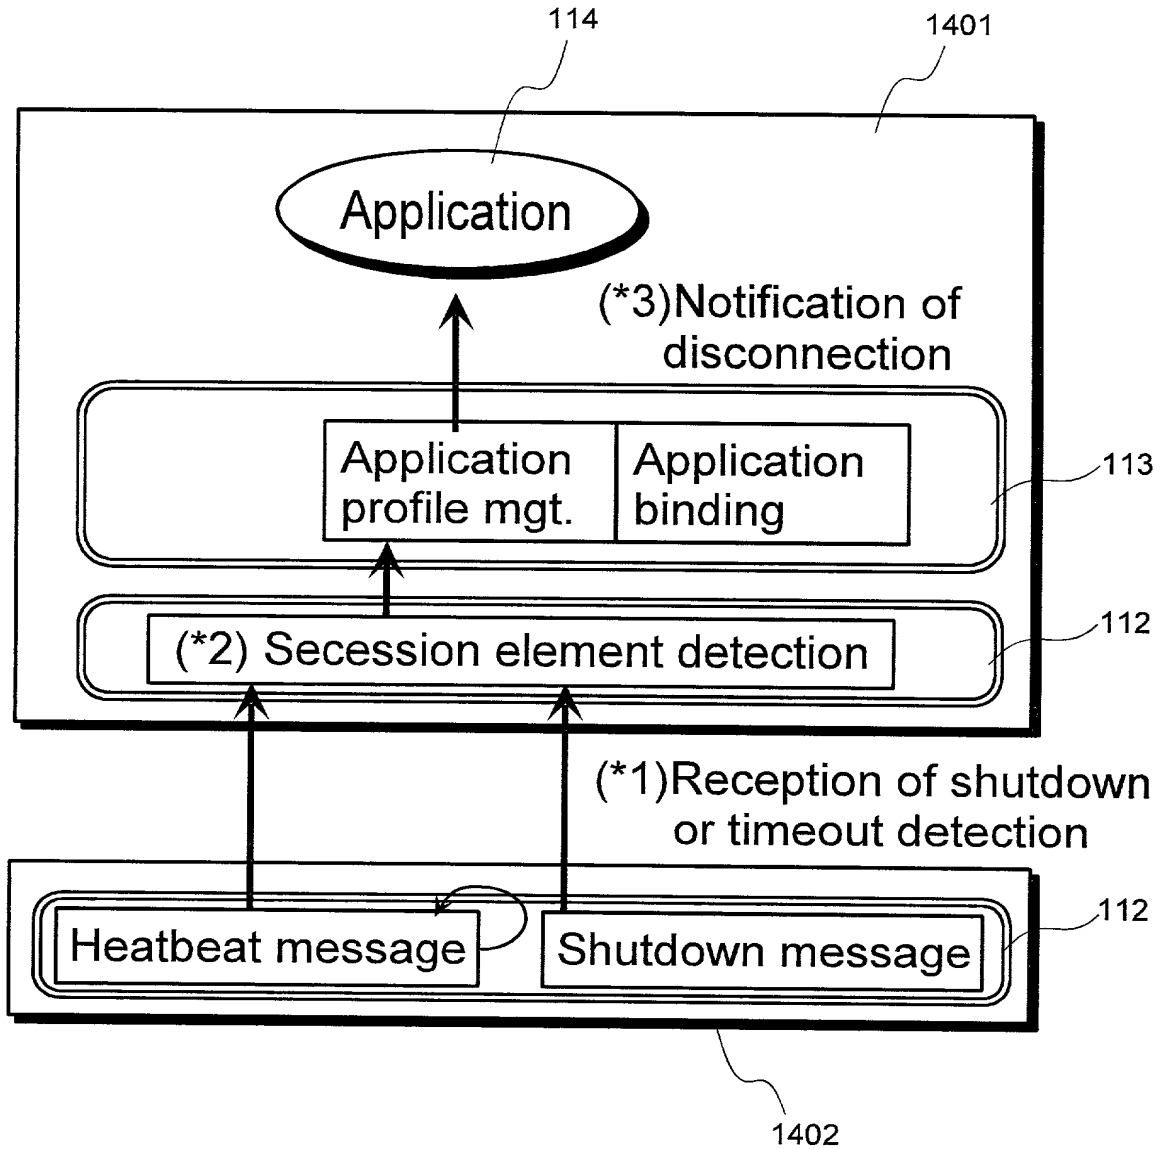 114
1401
Application
(*3)Notification of
disconnection
Application
profile mgt.
Application
binding
113
(*2) Secession element detection
112
(*1)Reception of shutdown
or timeout detection
Heatbeat message
Shutdown message
112
1402